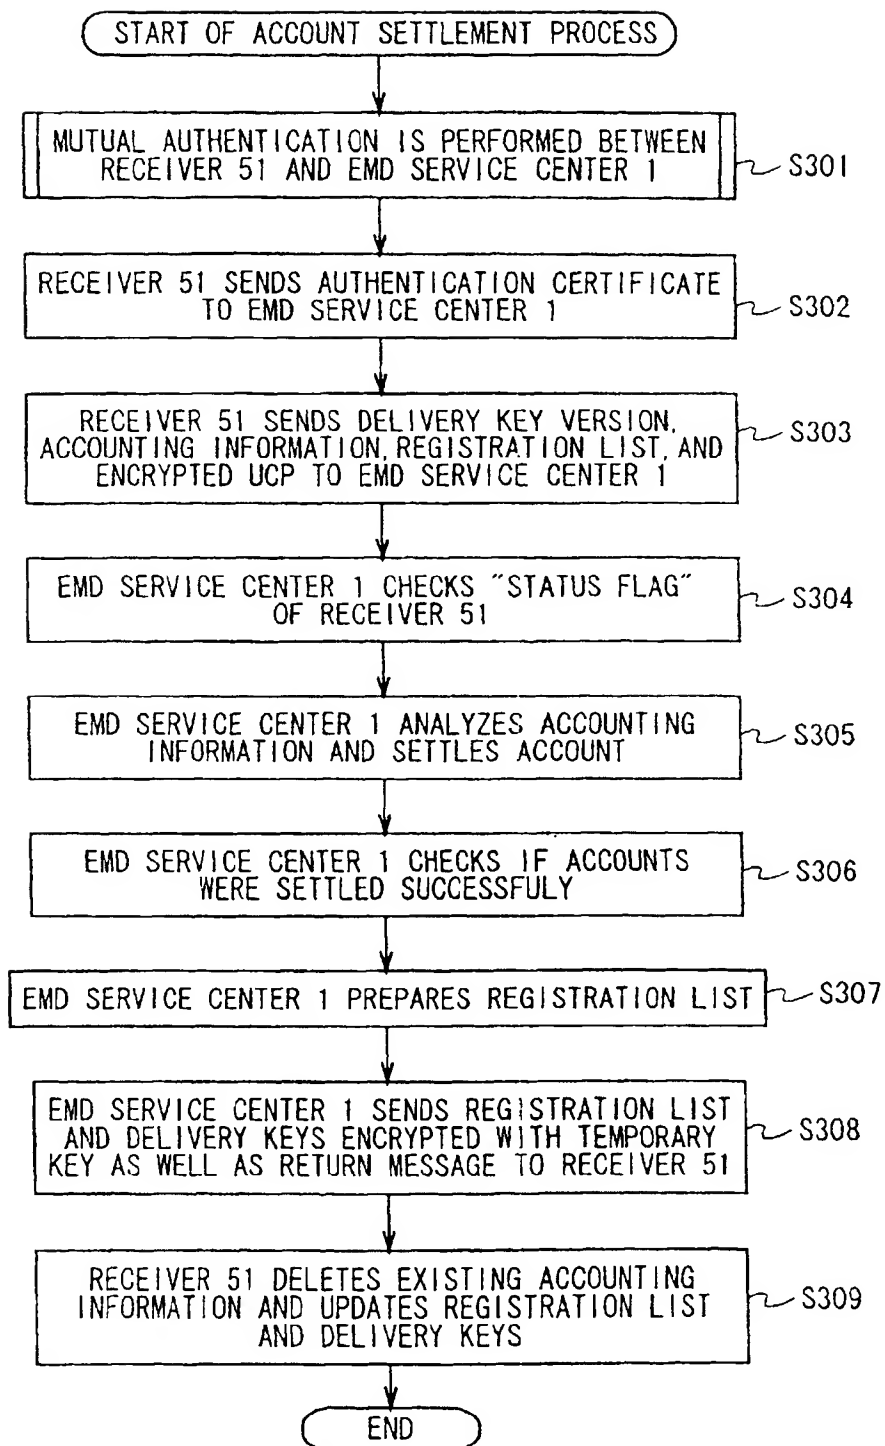 START OF ACCOUNT SETTLEMENT PROCESS
MUTUAL AUTHENTICATION IS PERFORMED BETWEEN
RECEIVER 51 AND EMD SERVICE CENTER 1
S301
RECEIVER 51 SENDS AUTHENTICATION CERTIFICATE
TO EMD SERVICE CENTER 1
S302
RECEIVER 51 SENDS DELIVERY KEY VERSION,
ACCOUNTING INFORMATION, REGISTRATION LIST, AND
ENCRYPTED UCP TO EMD SERVICE CENTER 1
S303
EMD SERVICE CENTER 1 CHECKS "STATUS FLAG"
OF RECEIVER 51
S304
EMD SERVICE CENTER 1 ANALYZES ACCOUNTING
INFORMATION AND SETTLES ACCOUNT
S305
EMD SERVICE CENTER 1 CHECKS IF ACCOUNTS
WERE SETTLED SUCCESSFULY
S306
EMD SERVICE CENTER 1 PREPARES REGISTRATION LIST
S307
EMD SERVICE CENTER 1 SENDS REGISTRATION LIST
AND DELIVERY KEYS ENCRYPTED WITH TEMPORARY
KEY AS WELL AS RETURN MESSAGE TO RECEIVER 51
S308
RECEIVER 51 DELETES EXISTING ACCOUNTING
INFORMATION AND UPDATES REGISTRATION LIST
AND DELIVERY KEYS
S309
END